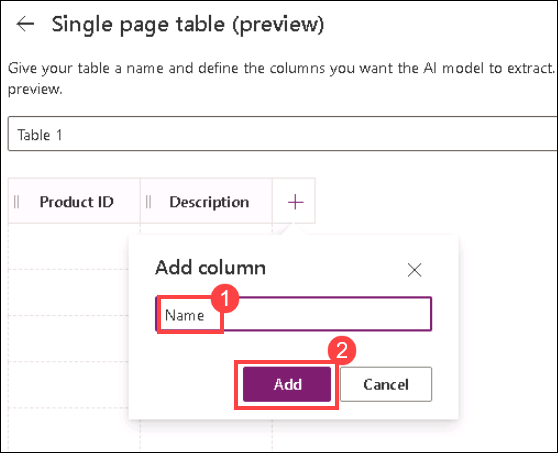 Single page table (preview)
Give your table a name and define the columns you want the AI model to extract.
preview.
Table 1
Product ID
Description
Add column
1
Name
2
Add
Cancel